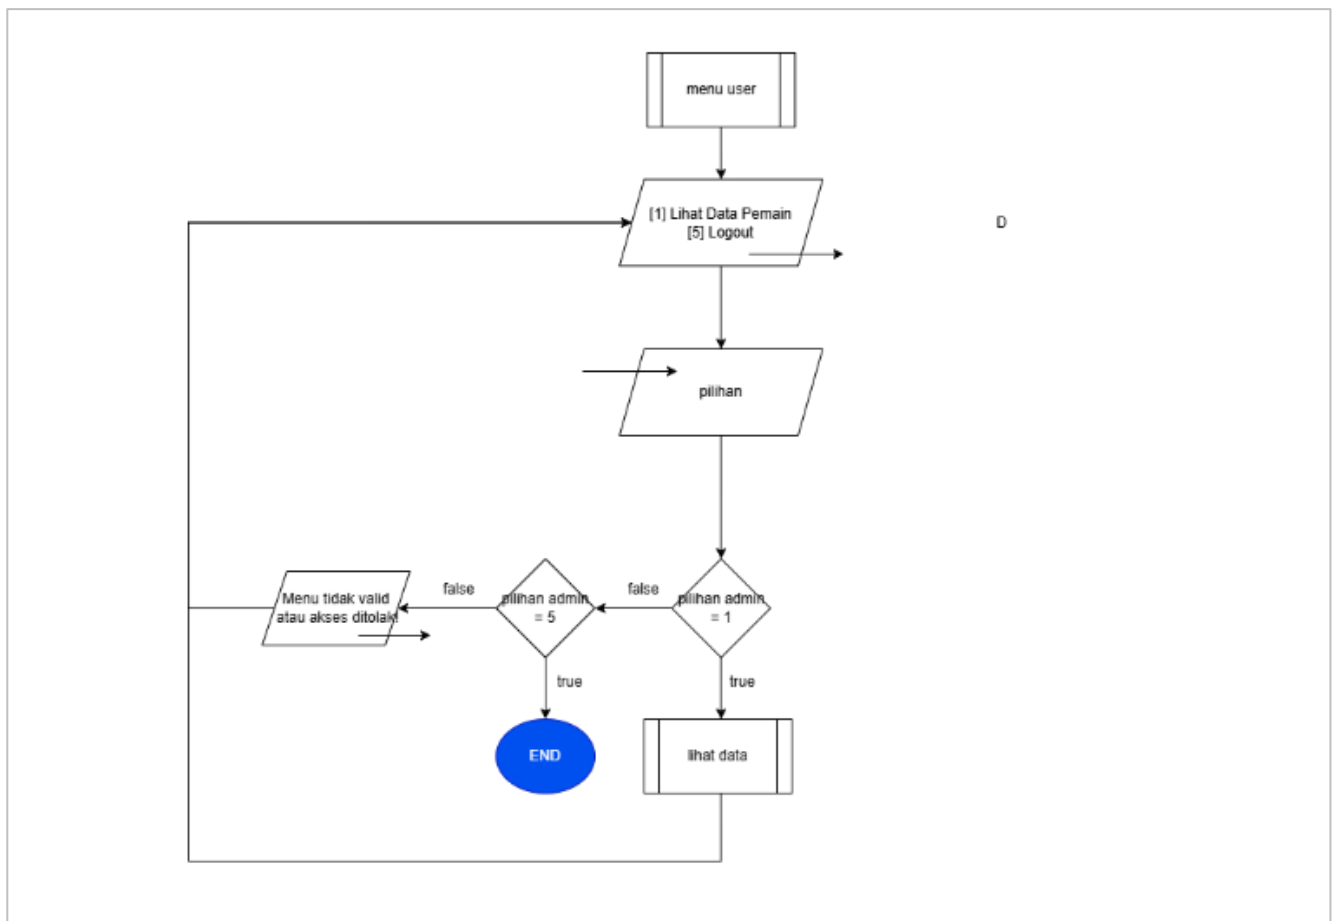 menu user
[1] Lihat Data Pemain
[5] Logout
D
pilihan
false
false
Menu tidak valid
atau akses ditolak!
pilihan admin
= 5
pilihan admin
= 1
true
true
END
lihat data